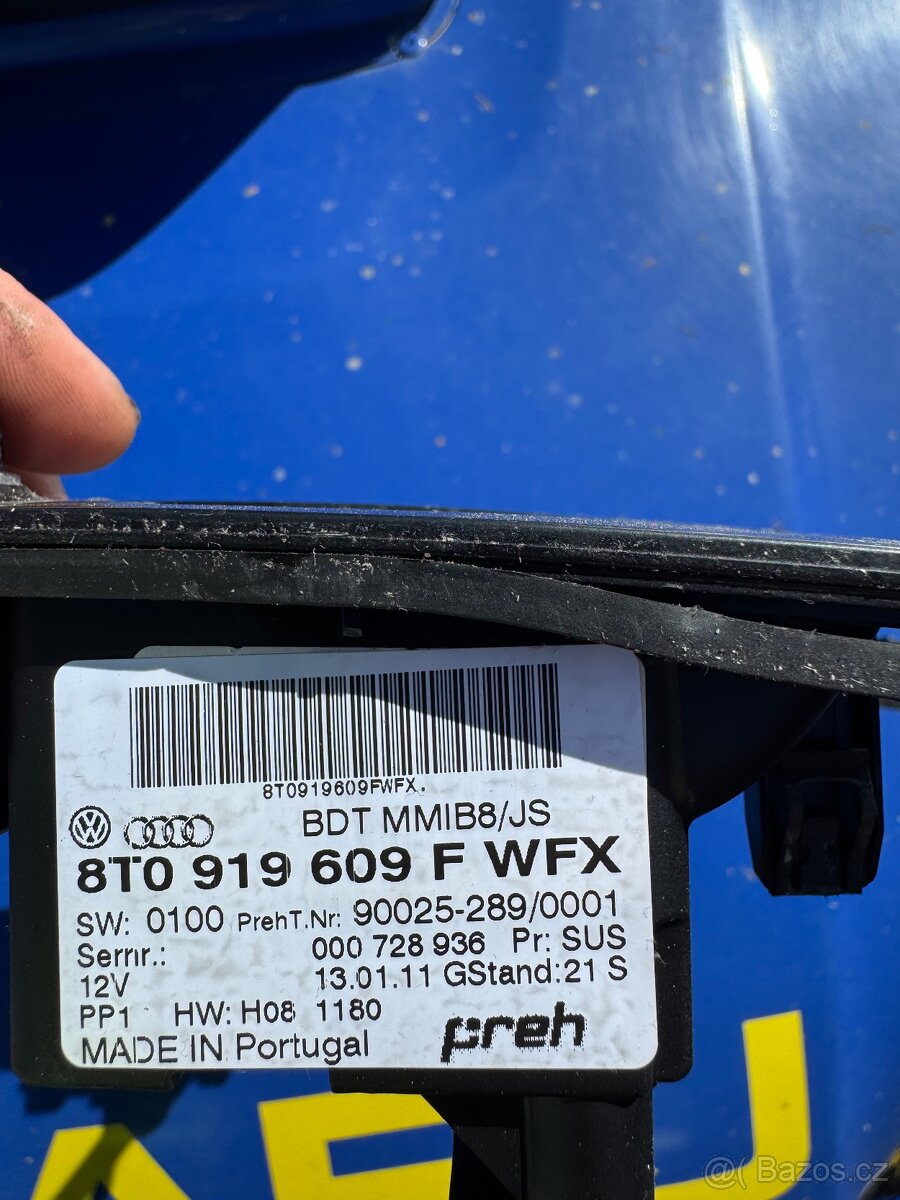 8T0919609FWFX.
BDT MMIB8/JS
8T0 919 609 F WFX
SW: 0100 PrehT.Nr: 90025-289/0001
Sernr.: 000 728 936 Pr: SUS
12V 13.01.11 GStand:21 S
PP1 HW: H08 1180
MADE IN Portugal preh
@( Bazos.cz